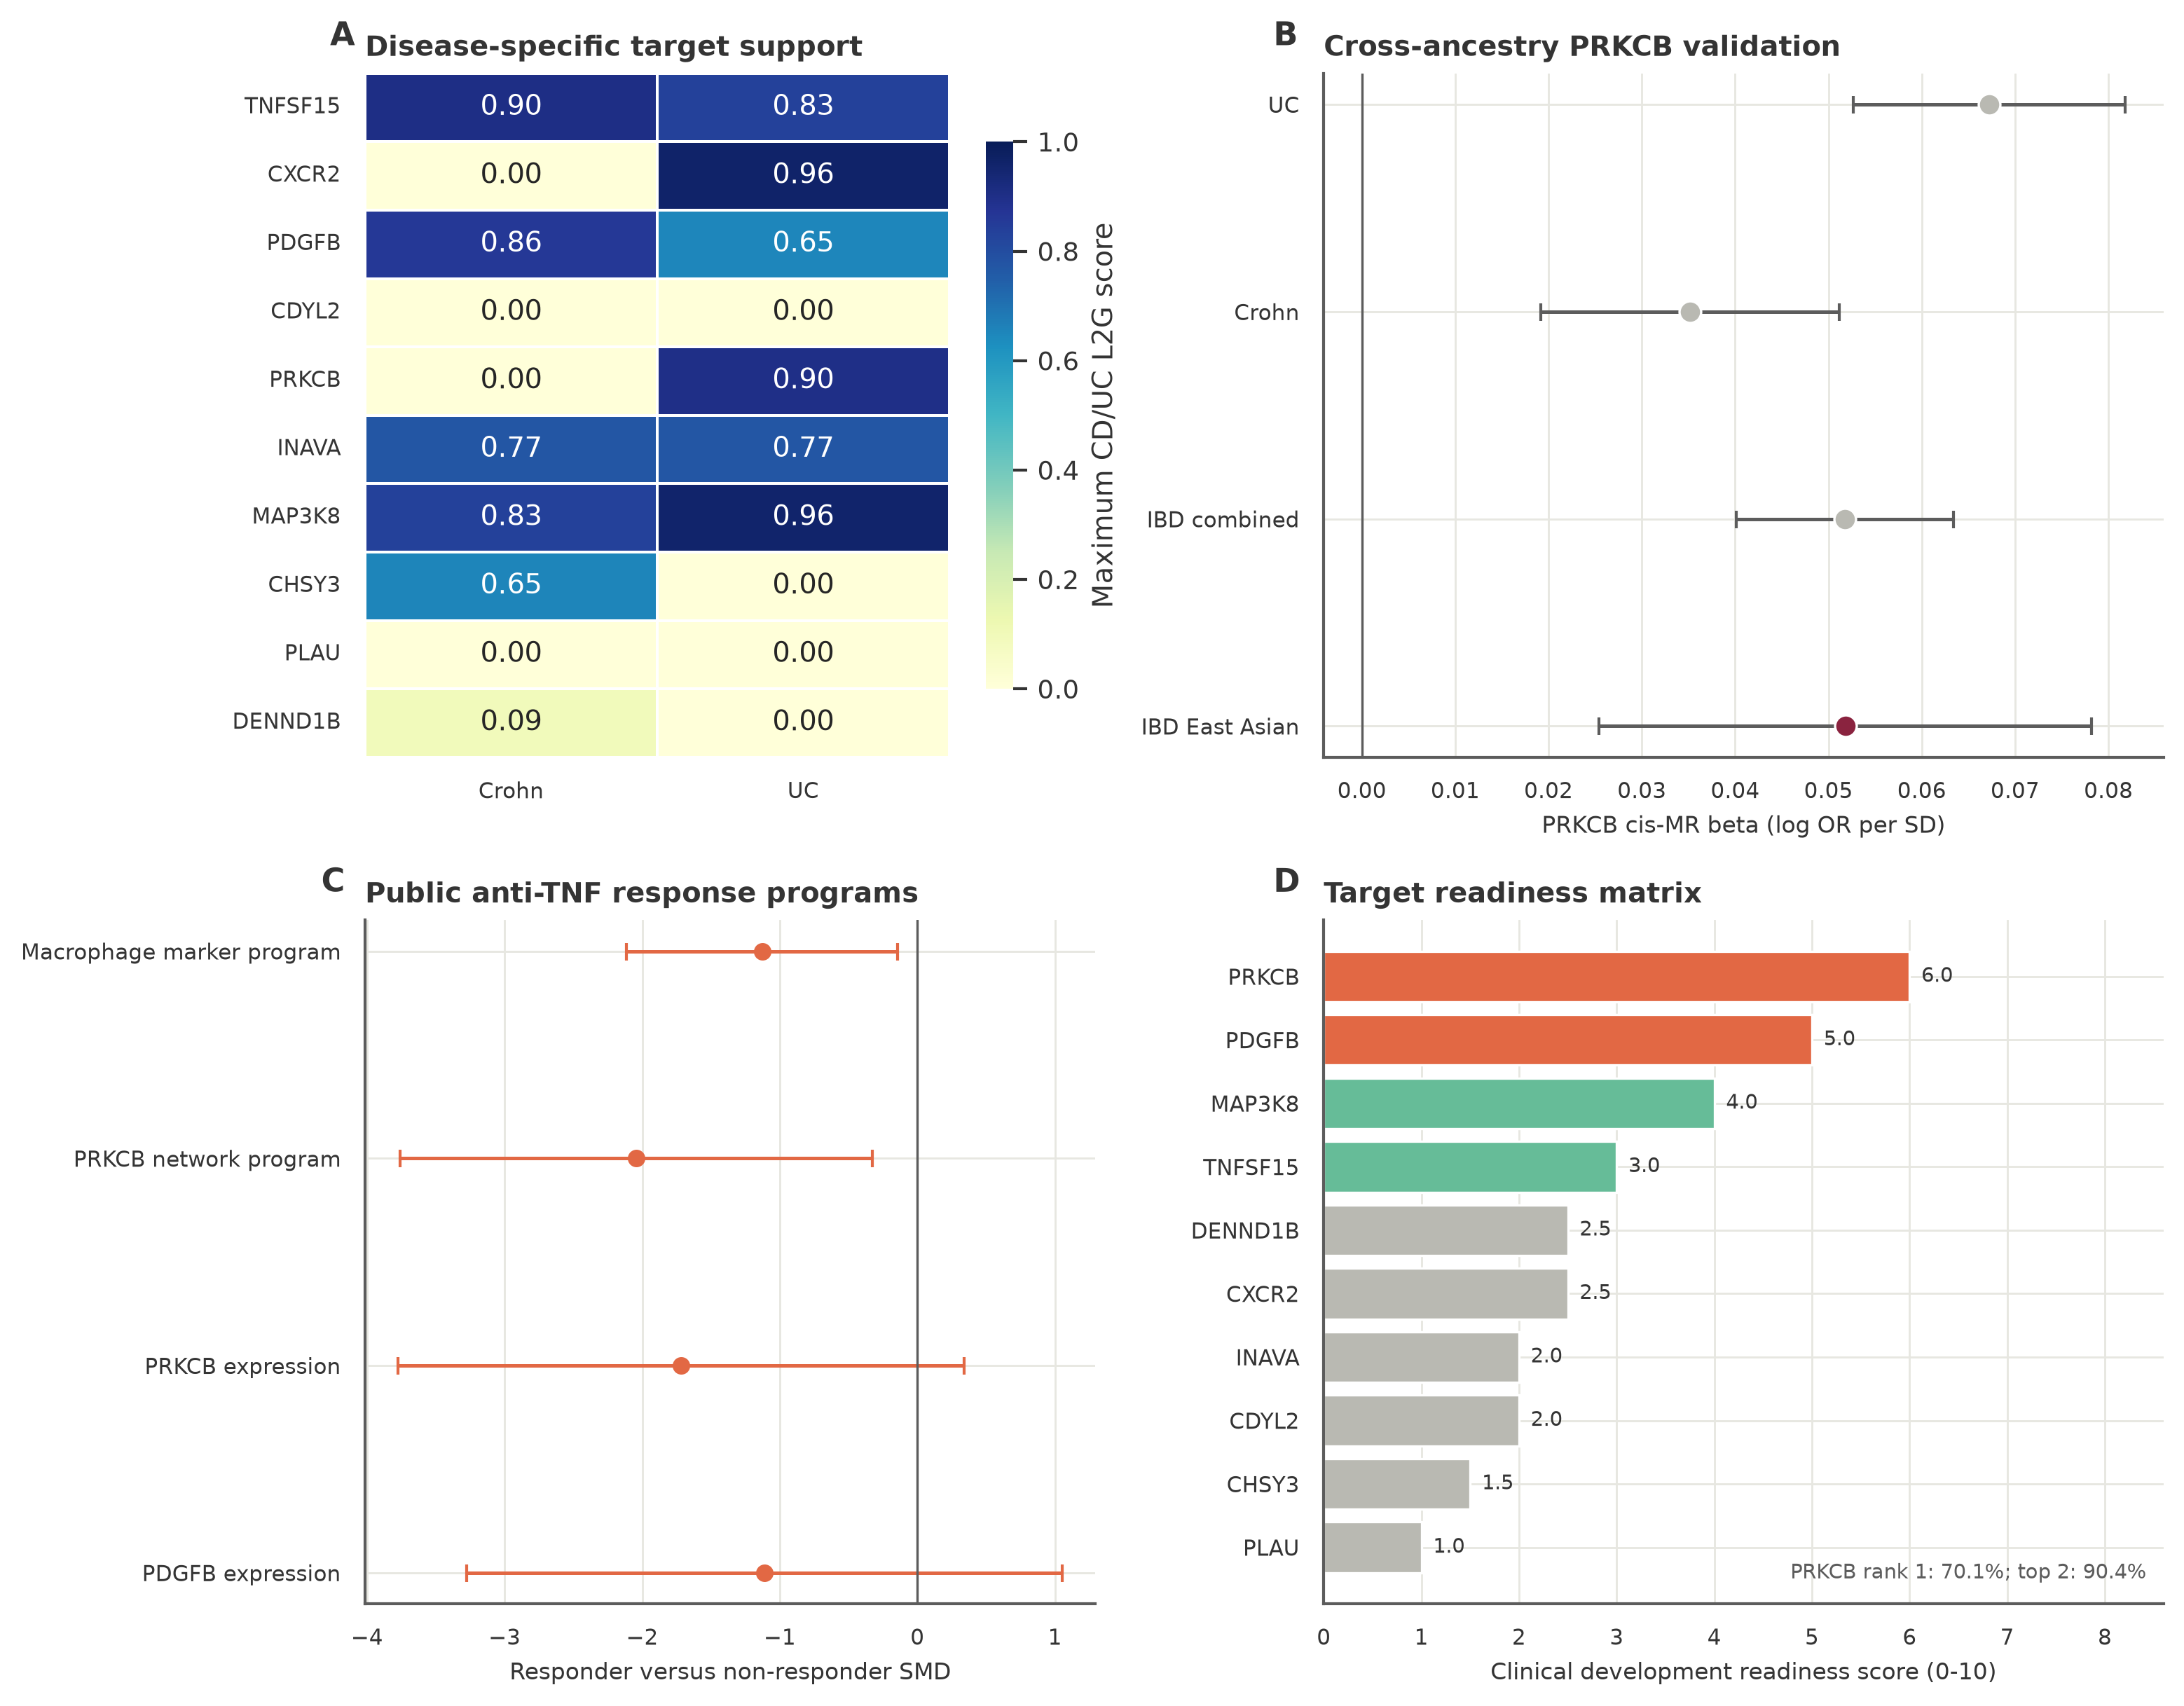 A
Disease-specific target support
TNFSF15 0.90 0.83
CXCR2 0.00 0.96
PDGFB 0.86 0.65
CDYL2 0.00 0.00
PRKCB 0.00 0.90
INAVA 0.77 0.77
MAP3K8 0.83 0.96
CHSY3 0.65 0.00
PLAU 0.00 0.00
DENND1B 0.09 0.00
Crohn UC
1.0
0.8
0.6
0.4
0.2
0.0
Maximum CD/UC L2G score
B
Cross-ancestry PRKCB validation
UC
Crohn
IBD combined
IBD East Asian
0.00 0.01 0.02 0.03 0.04 0.05 0.06 0.07 0.08
PRKCB cis-MR beta (log OR per SD)
C
Public anti-TNF response programs
Macrophage marker program
PRKCB network program
PRKCB expression
PDGFB expression
−4 −3 −2 −1 0 1
Responder versus non-responder SMD
D
Target readiness matrix
PRKCB 6.0
PDGFB 5.0
MAP3K8 4.0
TNFSF15 3.0
DENND1B 2.5
CXCR2 2.5
INAVA 2.0
CDYL2 2.0
CHSY3 1.5
PLAU 1.0
PRKCB rank 1: 70.1%; top 2: 90.4%
0 1 2 3 4 5 6 7 8
Clinical development readiness score (0-10)